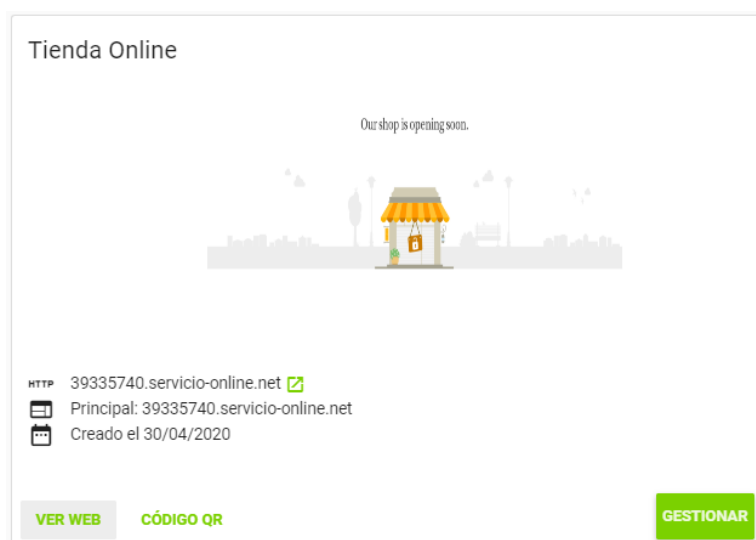 Tienda Online
Our shop is opening soon.
HTTP 39335740.servicio-online.net
Principal: 39335740.servicio-online.net
Creado el 30/04/2020
VER WEB CÓDIGO QR GESTIONAR